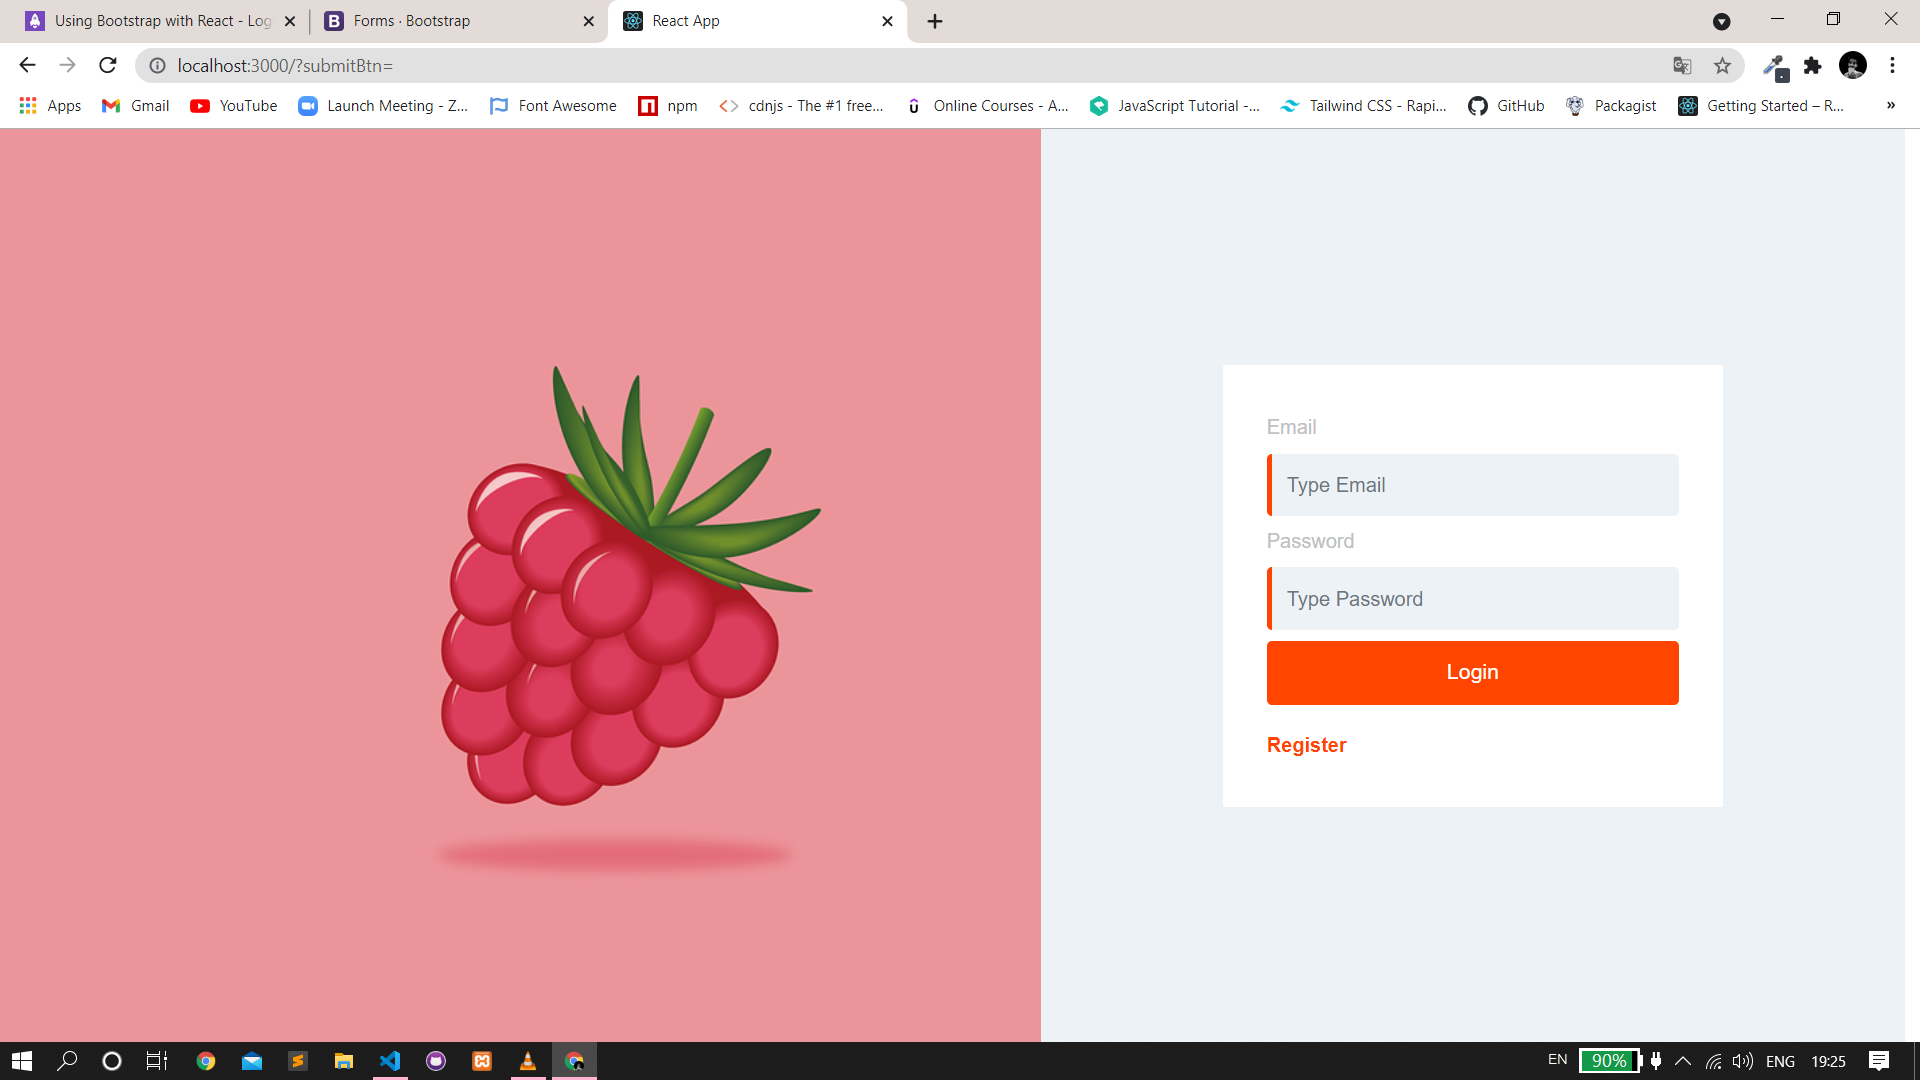 Using Bootstrap with React - Log
Forms · Bootstrap
React App
localhost:3000/?submitBtn=
Apps
Gmail
YouTube
Launch Meeting - Z...
Font Awesome
npm
cdnjs - The #1 free...
Online Courses - A...
JavaScript Tutorial -...
Tailwind CSS - Rapi...
GitHub
Packagist
Getting Started – R...
»
Email
Type Email
Password
Type Password
Login
Register
EN
90%
ENG
19:25